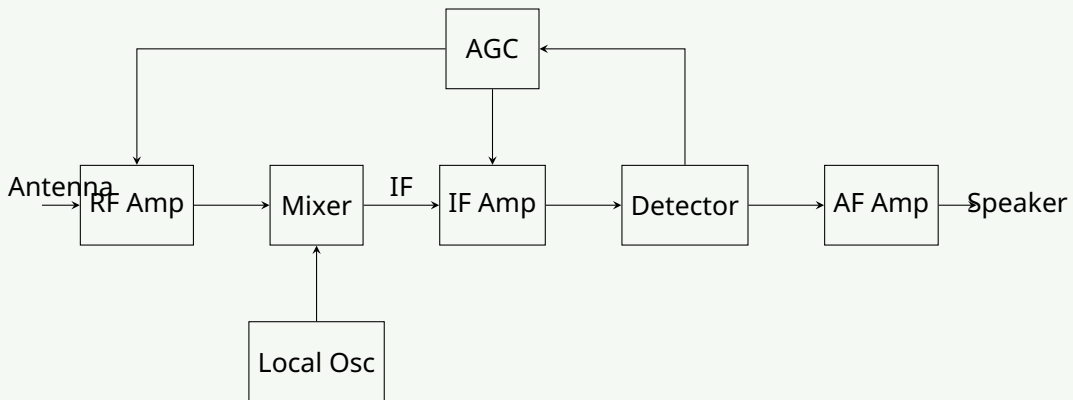 AGC
Antenna
RF Amp
Mixer
IF
IF Amp
Detector
AF Amp
Speaker
Local Osc